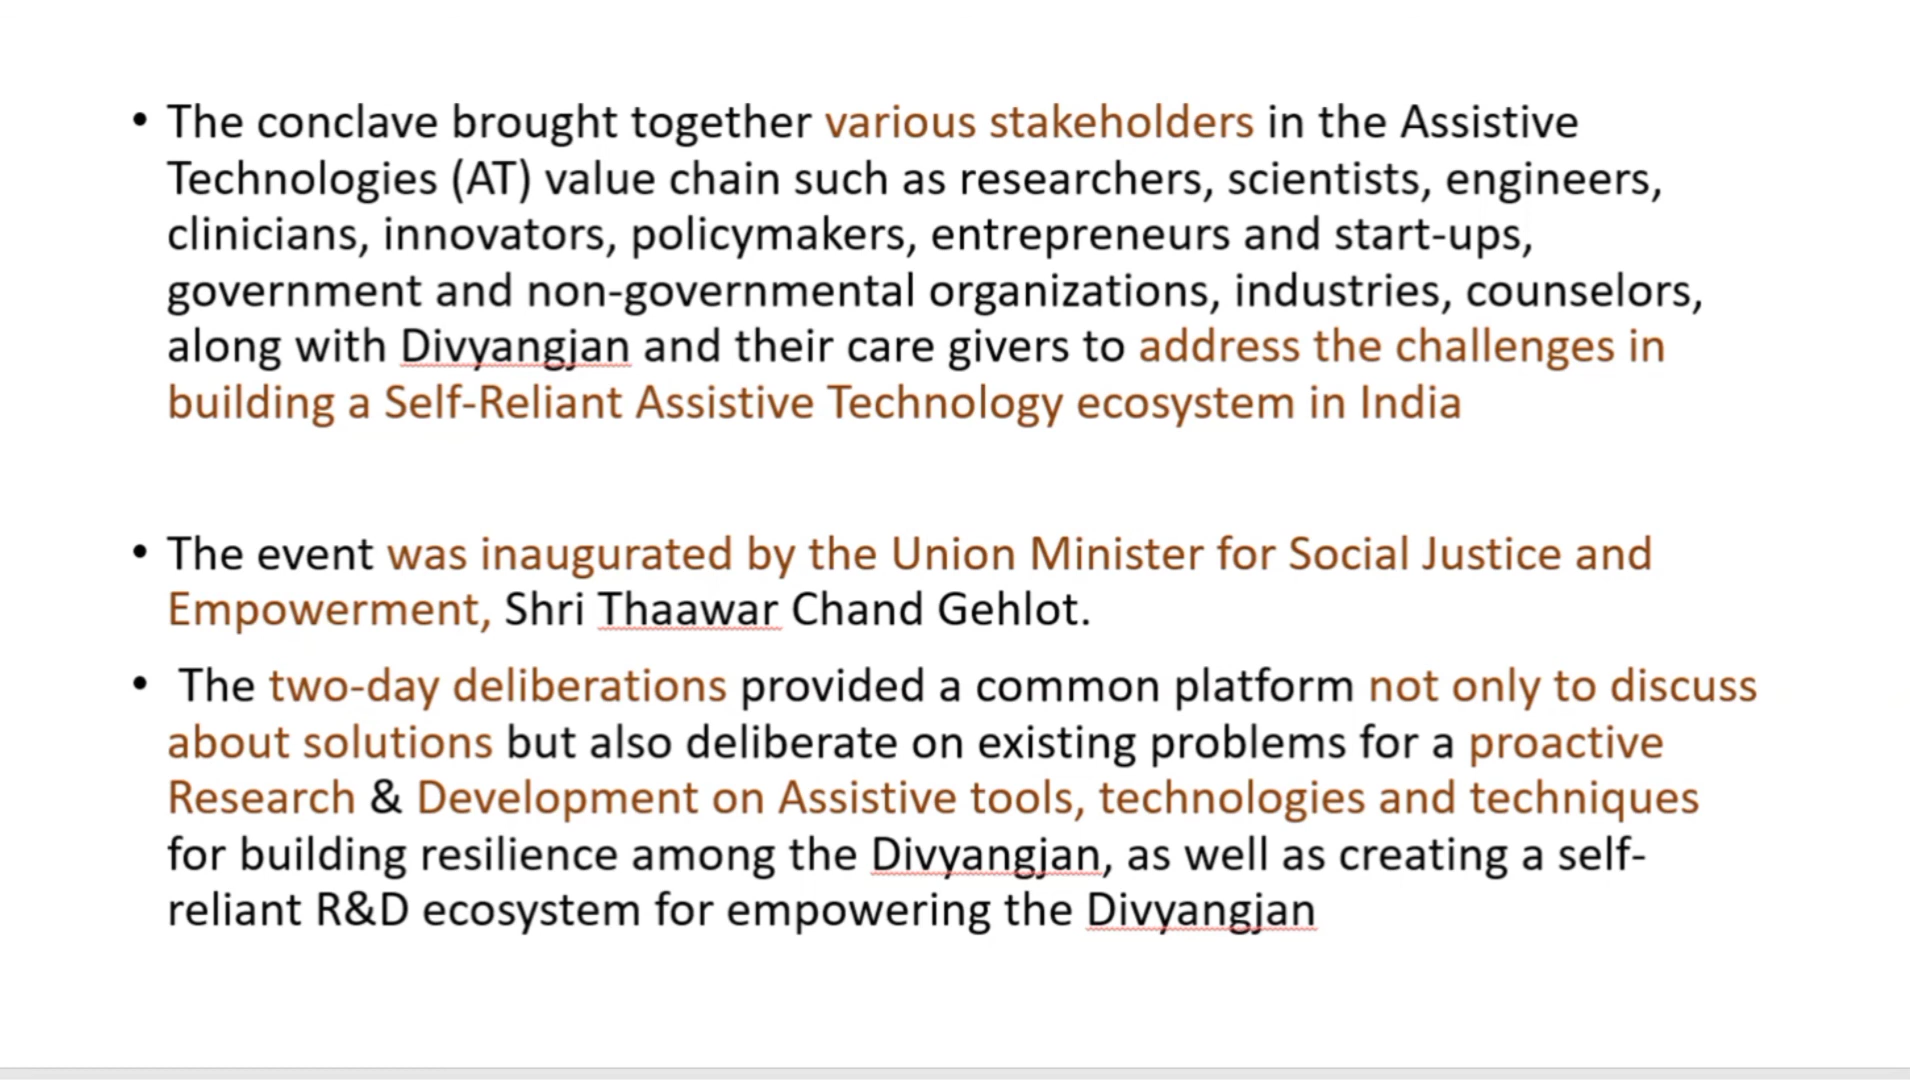 • The conclave brought together various stakeholders in the Assistive
Technologies (AT) value chain such as researchers, scientists, engineers,
clinicians, innovators, policymakers, entrepreneurs and start-ups,
government and non-governmental organizations, industries, counselors,
along with Divyangjan and their care givers to address the challenges in
building a Self-Reliant Assistive Technology ecosystem in India
• The event was inaugurated by the Union Minister for Social Justice and
Empowerment, Shri Thaawar Chand Gehlot.
• The two-day deliberations provided a common platform not only to discuss
about solutions but also deliberate on existing problems for a proactive
Research & Development on Assistive tools, technologies and techniques
for building resilience among the Divyangjan, as well as creating a self-
reliant R&D ecosystem for empowering the Divyangjan